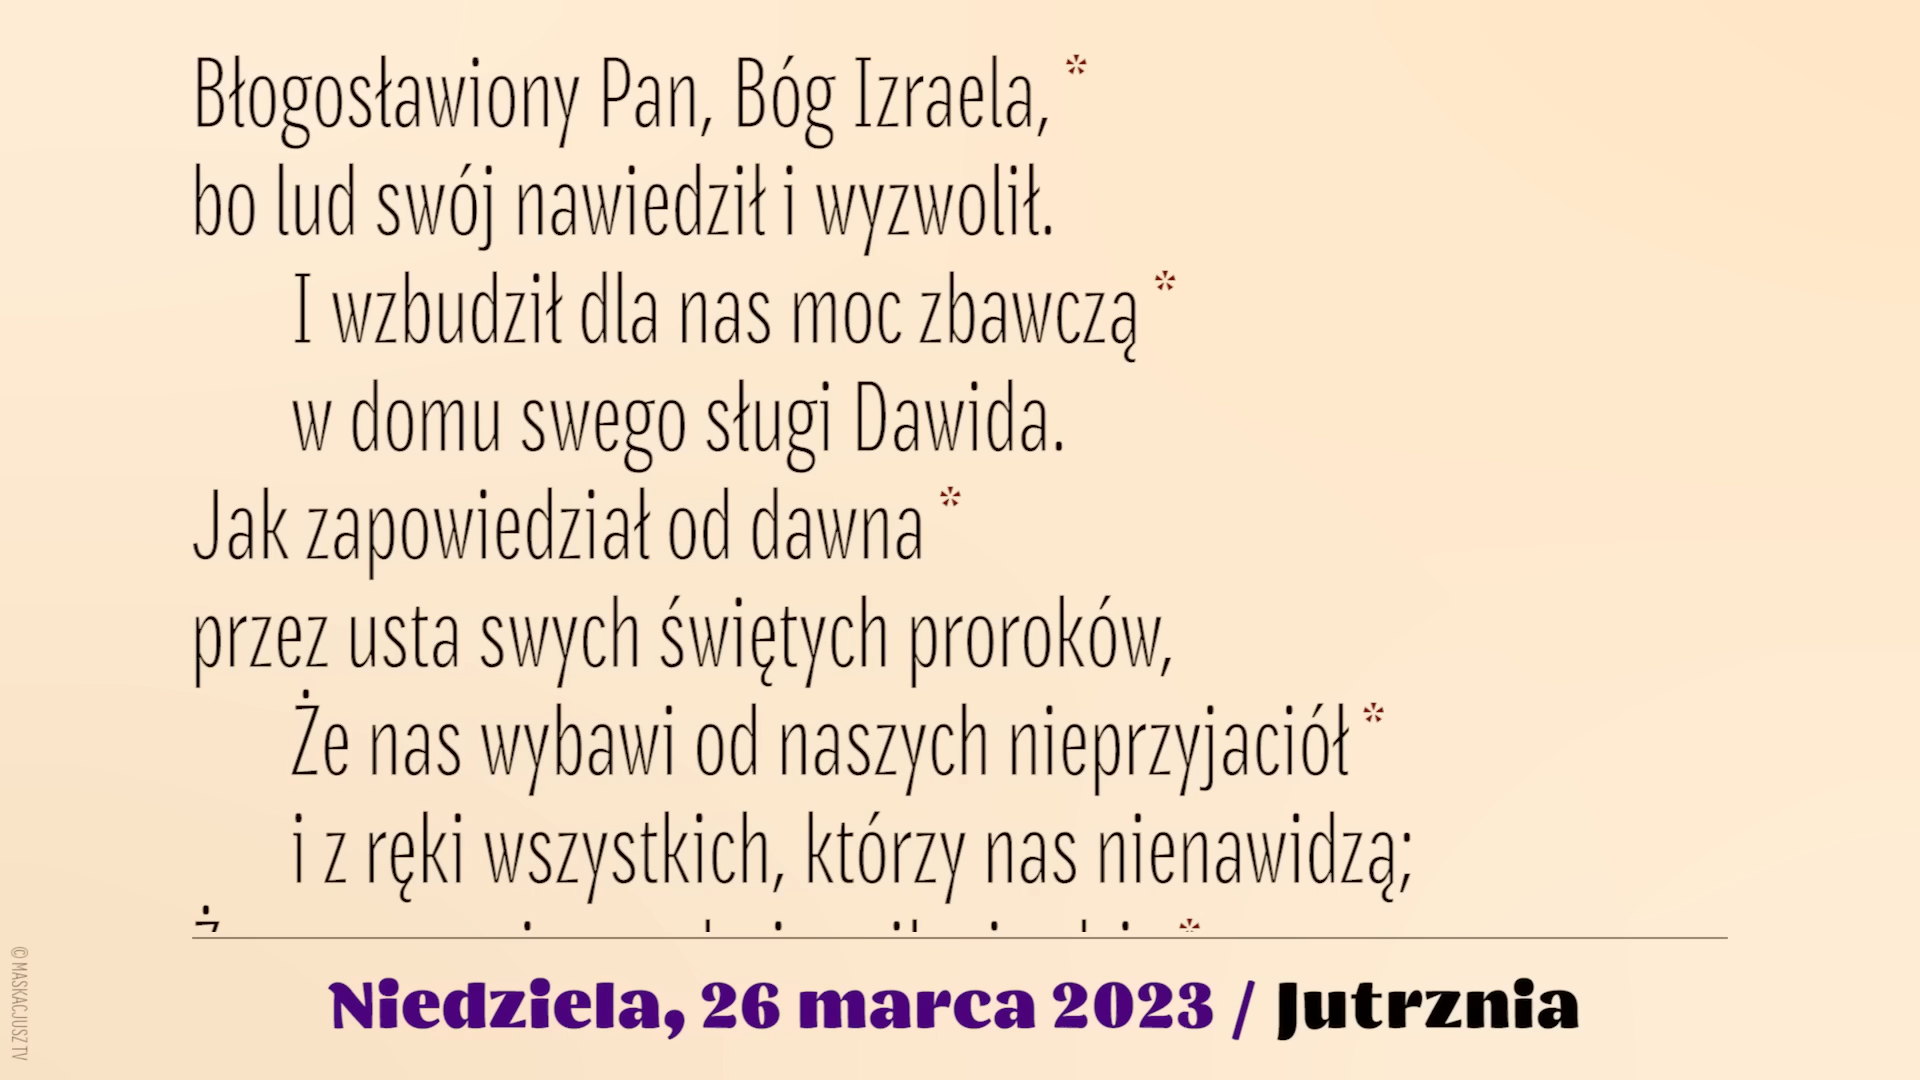 Błogosławiony Pan, Bóg Izraela, *
bo lud swój nawiedził i wyzwolił.
I wzbudził dla nas moc zbawczą *
w domu swego sługi Dawida.
Jak zapowiedział od dawna *
przez usta swych świętych proroków,
Że nas wybawi od naszych nieprzyjaciół *
i z ręki wszystkich, którzy nas nienawidzą;
Niedziela, 26 marca 2023 / Jutrznia
© MASKACJUSZ TV